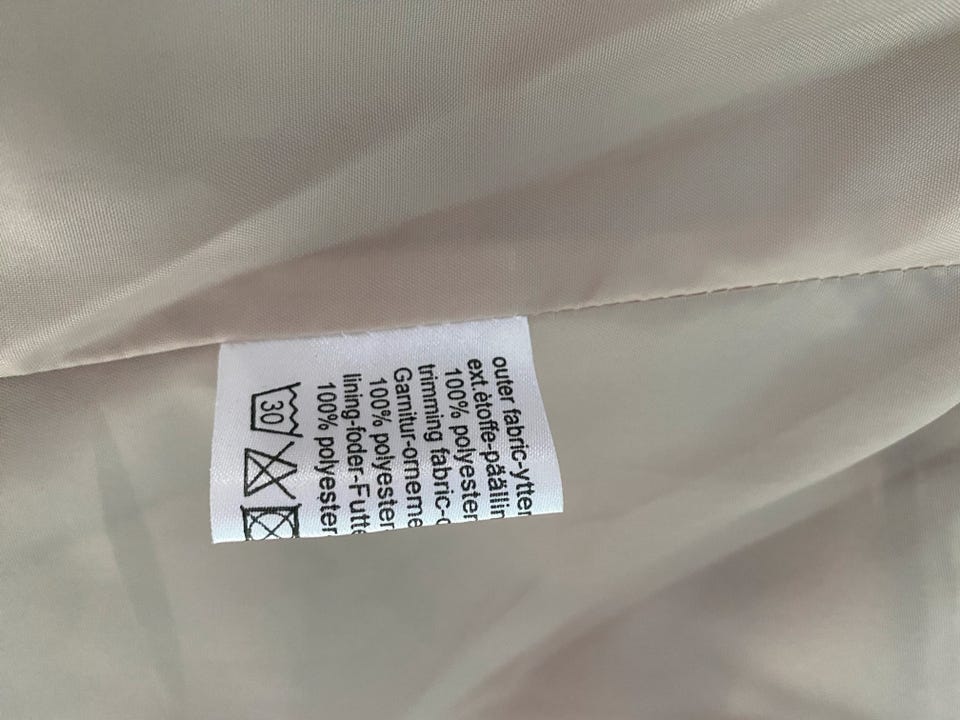 outer fabric-ytter
ext.étoffe-päällin
100% polyester
trimming fabric-
Garnitur-orneme
100% polyester
lining-foder-Futte
100% polyester
30